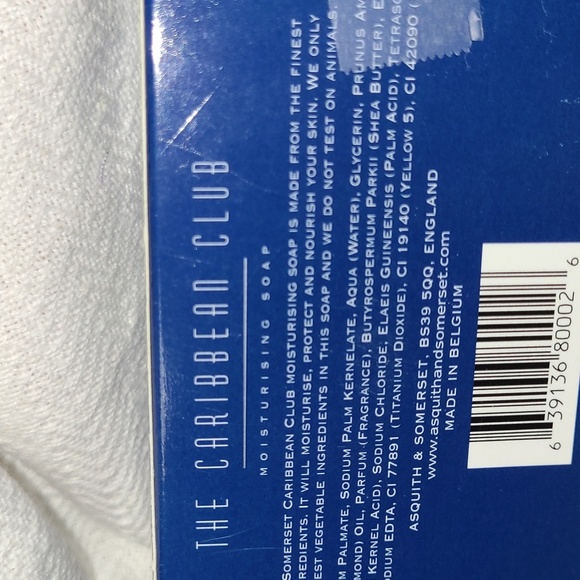 THE CARIBBEAN CLUB
MOISTURISING SOAP
SOMERSET CARIBBEAN CLUB MOISTURISING SOAP IS MADE FROM THE FINEST
REDIENTS. IT WILL MOISTURISE, PROTECT AND NOURISH YOUR SKIN. WE ONLY
EST VEGETABLE INGREDIENTS IN THIS SOAP AND WE DO NOT TEST ON ANIMALS
M PALMATE, SODIUM PALM KERNELATE, AQUA (WATER), GLYCERIN, PRUNUS AM
MOND) OIL, PARFUM (FRAGRANCE), BUTYROSPERMUM PARKII (SHEA BUTTER), E
KERNEL ACID), SODIUM CHLORIDE, ELAEIS GUINEENSIS (PALM ACID), TETRASO
ODIUM EDTA, CI 77891 (TITANIUM DIOXIDE), CI 19140 (YELLOW 5), CI 42090 (
ASQUITH & SOMERSET, BS39 5QQ, ENGLAND
www.asquithandsomerset.com
MADE IN BELGIUM
6 39136 80002 6